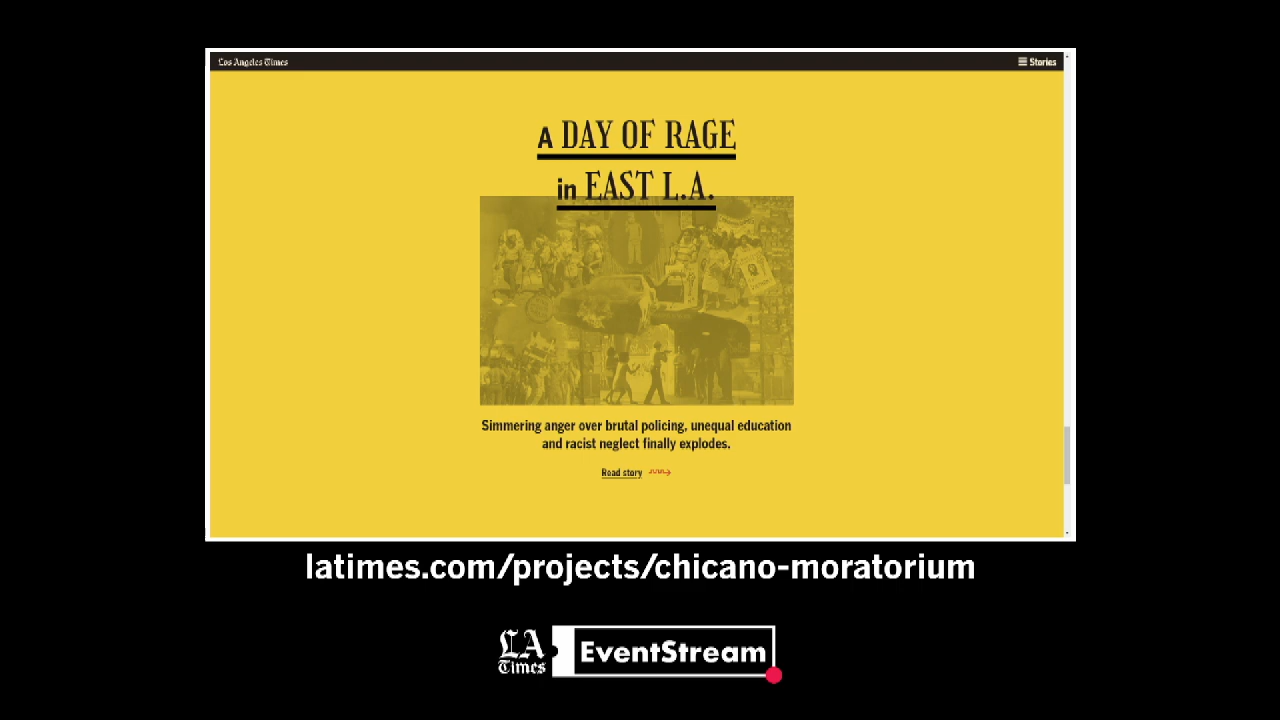 Los Angeles Times
Stories
A DAY OF RAGE
in EAST L.A.
Simmering anger over brutal policing, unequal education
and racist neglect finally explodes.
Read story
latimes.com/projects/chicano-moratorium
LA
Times
EventStream